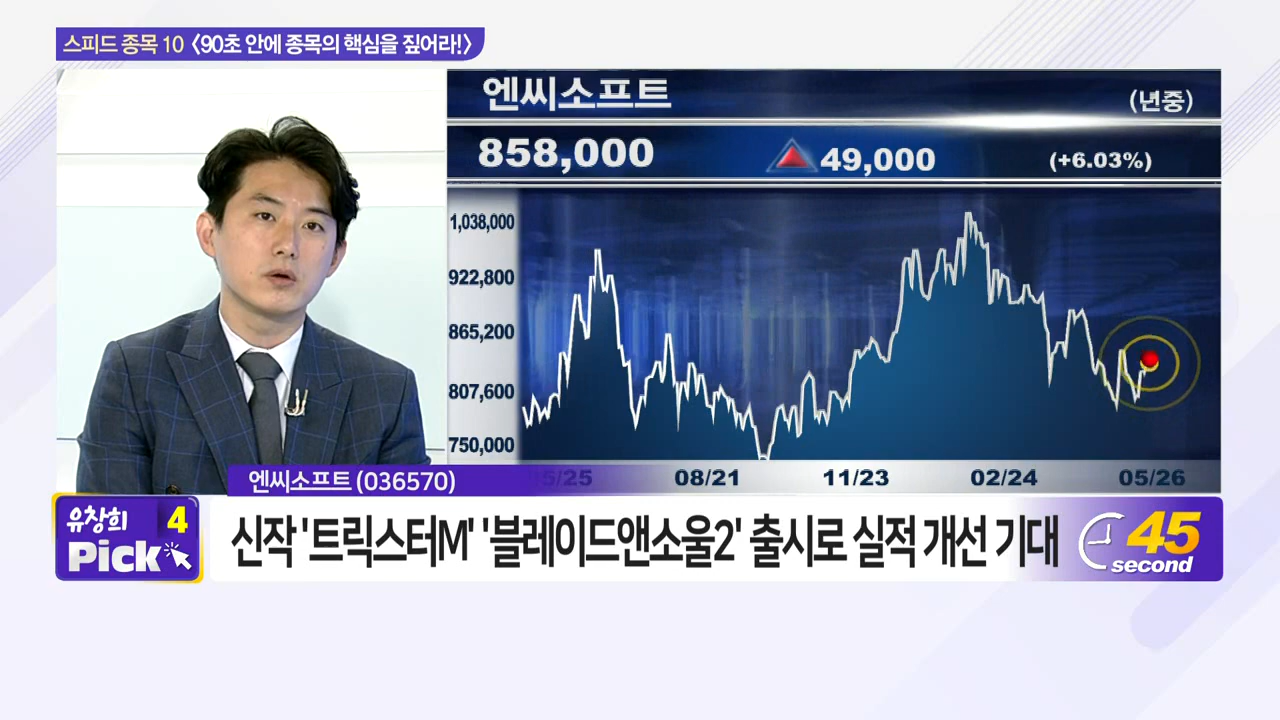 스피드 종목 10 <90초 안에 종목의 핵심을 짚어라!>
엔씨소프트
(년중)
858,000 49,000 (+6.03%)
1,038,000
922,800
865,200
807,600
750,000
05/25 08/21 11/23 02/24 05/26
엔씨소프트 (036570)
유창희 4
Pick
신작 '트릭스터M' '블레이드앤소울2' 출시로 실적 개선 기대
45
second